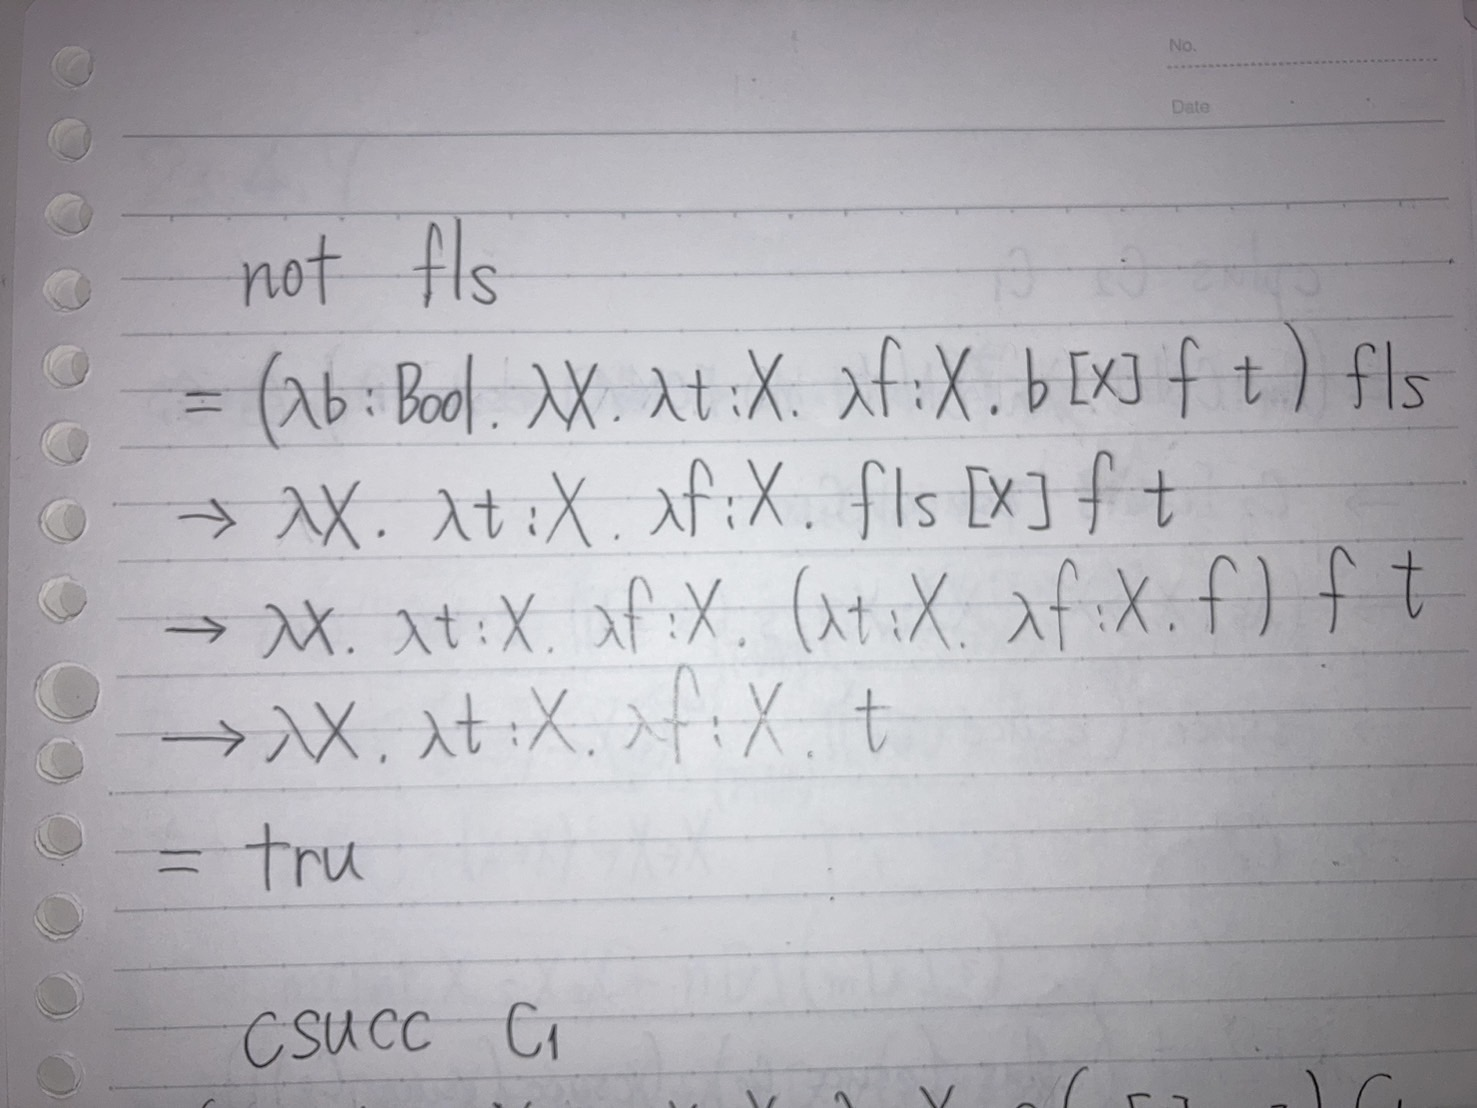 No.
Date
not fls
= (λb:Bool. λX. λt:X. λf:X. b [X] f t) fls
→ λX. λt:X. λf:X. fls [X] f t
→ λX. λt:X. λf:X. (λt:X. λf:X. f) f t
→ λX. λt:X. λf:X. t
= tru
csucc C₁